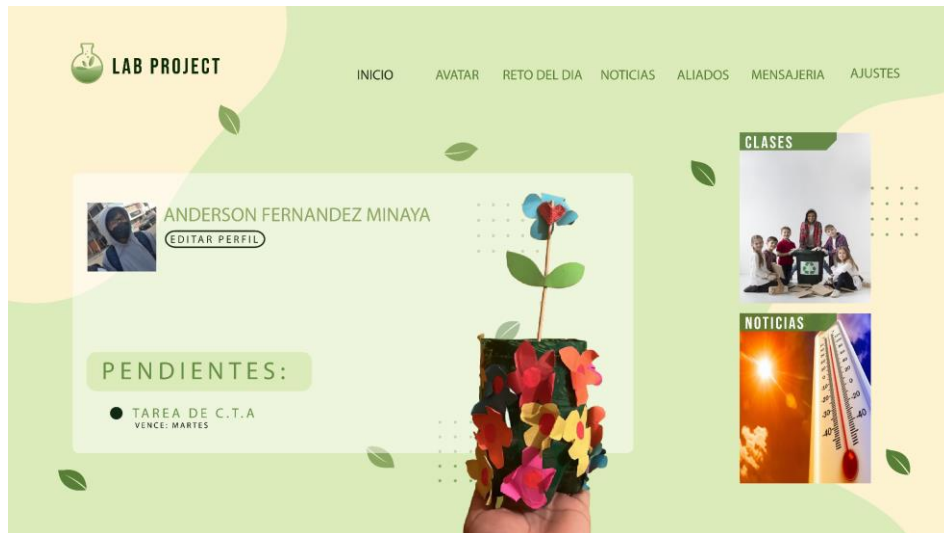 LAB PROJECT
INICIO AVATAR RETO DEL DIA NOTICIAS ALIADOS MENSAJERIA AJUSTES
CLASES
ANDERSON FERNANDEZ MINAYA
EDITAR PERFIL
NOTICIAS
PENDIENTES:
TAREA DE C.T.A
VENCE: MARTES